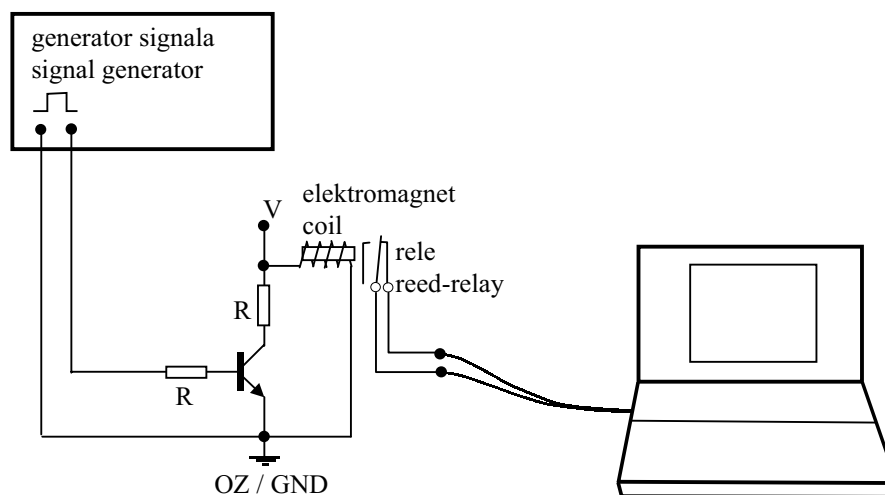 generator signala
signal generator
elektromagnet
coil
V
rele
reed-relay
R
R
OZ / GND